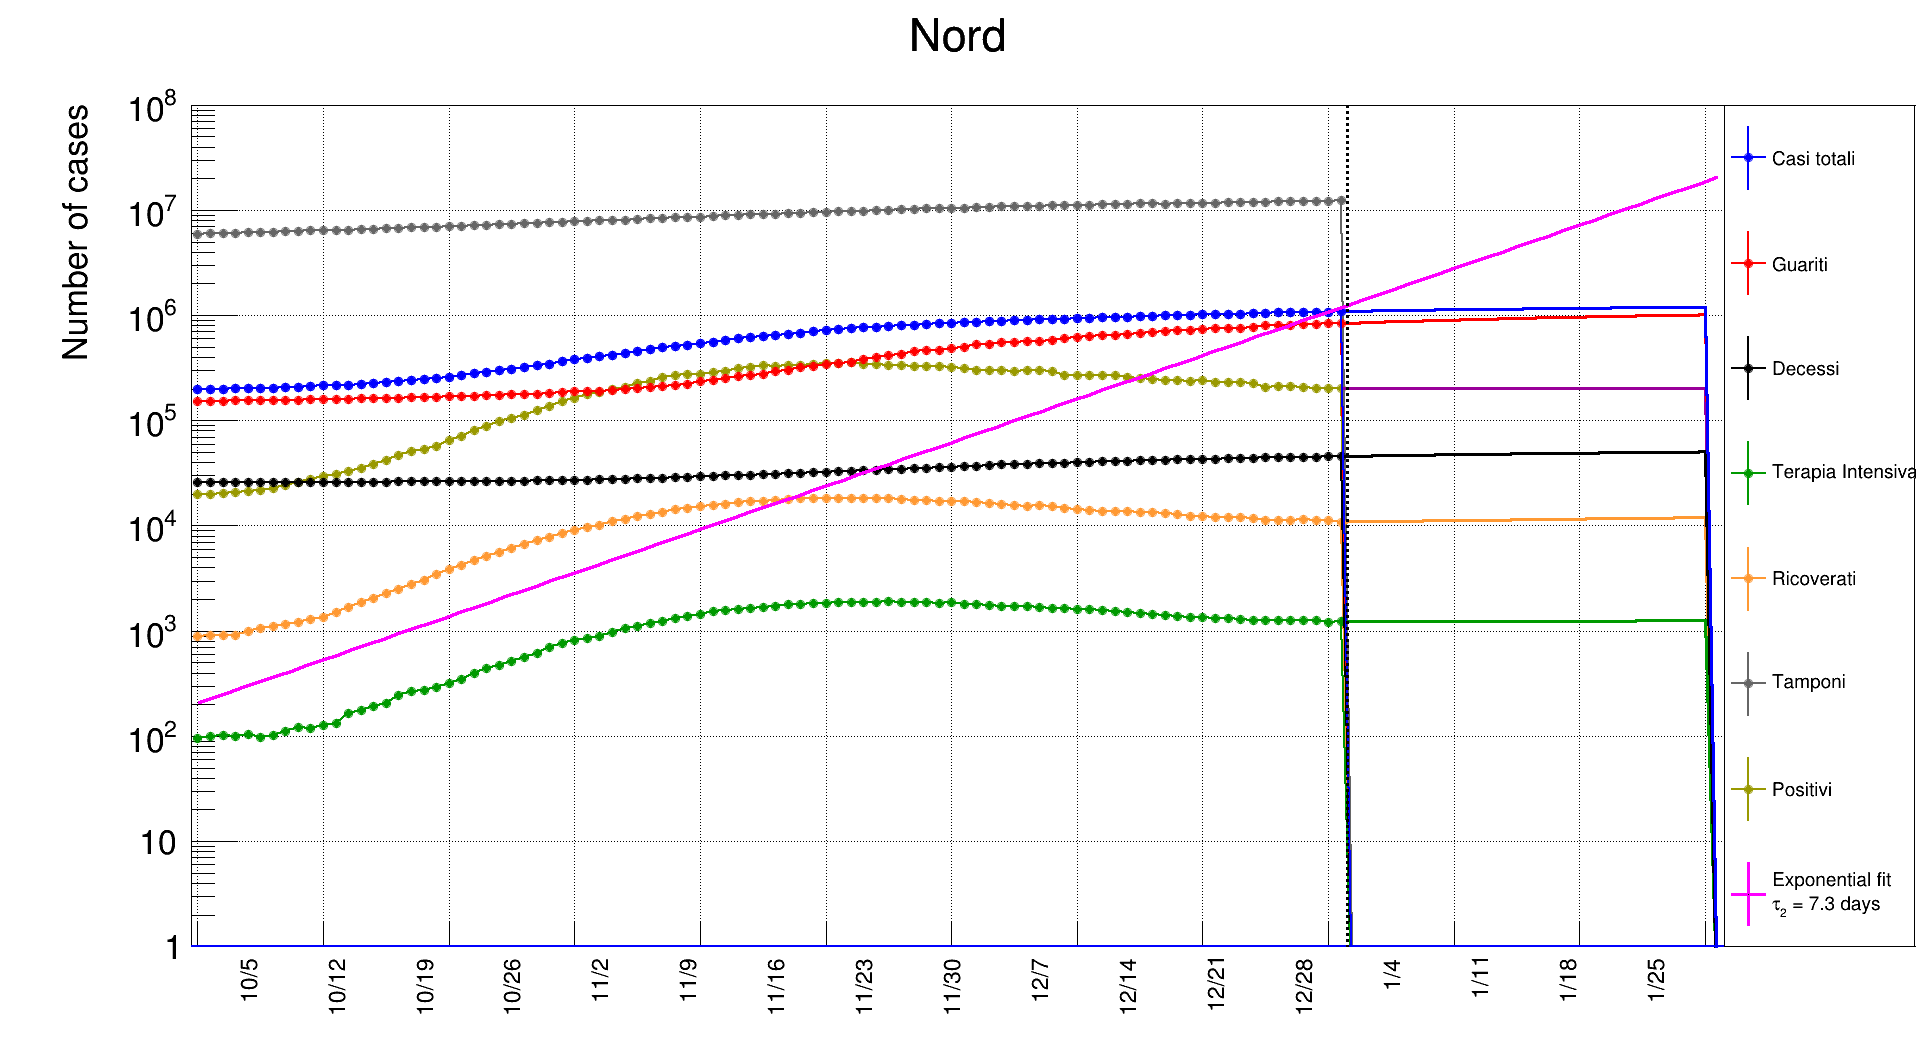 Nord
Number of cases
10^8
10^7
10^6
10^5
10^4
10^3
10^2
10
1
10/5
10/12
10/19
10/26
11/2
11/9
11/16
11/23
11/30
12/7
12/14
12/21
12/28
1/4
1/11
1/18
1/25
Casi totali
Guariti
Decessi
Terapia Intensiva
Ricoverati
Tamponi
Positivi
Exponential fit
τ_2 = 7.3 days